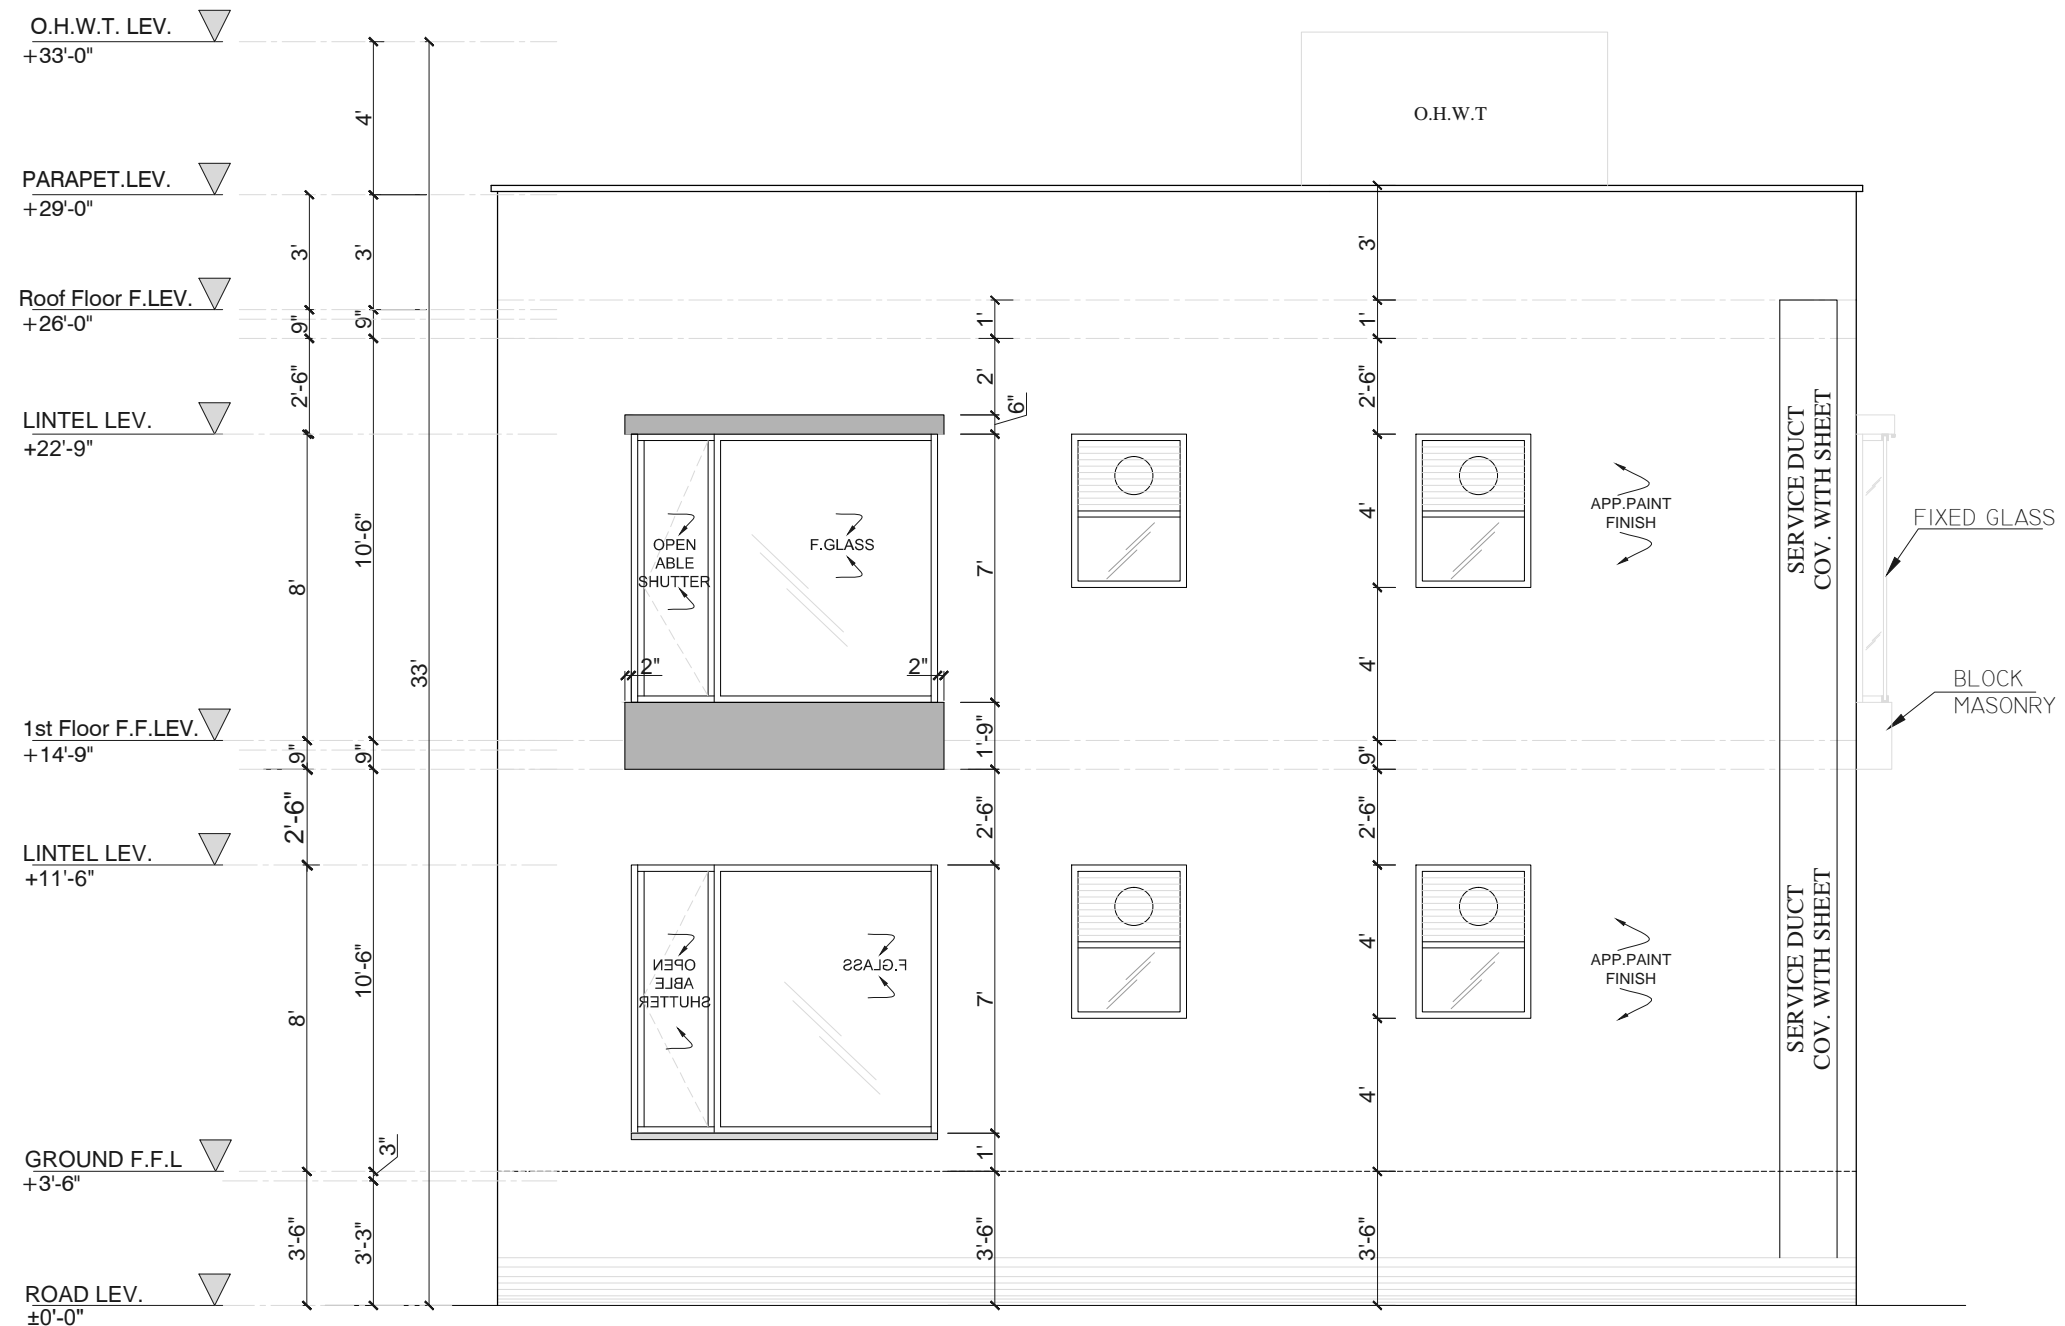 O.H.W.T. LEV.
+33'-0"
PARAPET.LEV.
+29'-0"
Roof Floor F.LEV.
+26'-0"
LINTEL LEV.
+22'-9"
1st Floor F.F.LEV.
+14'-9"
LINTEL LEV.
+11'-6"
GROUND F.F.L
+3'-6"
ROAD LEV.
±0'-0"
3'
9"
2'-6"
8'
9"
2'-6"
8'
3'-6"
4'
3'
9"
10'-6"
9"
10'-6"
3"
3'-3"
33'
O.H.W.T
OPEN
ABLE
SHUTTER
F.GLASS
2"
2"
OPEN
ABLE
SHUTTER
F.GLASS
1'
2'
6"
7'
1'-9"
2'-6"
7'
1'
3'-6"
3'
1'
2'-6"
4'
4'
9"
2'-6"
4'
4'
3'-6"
APP.PAINT
FINISH
APP.PAINT
FINISH
SERVICE DUCT
COV. WITH SHEET
SERVICE DUCT
COV. WITH SHEET
FIXED GLASS
BLOCK
MASONRY